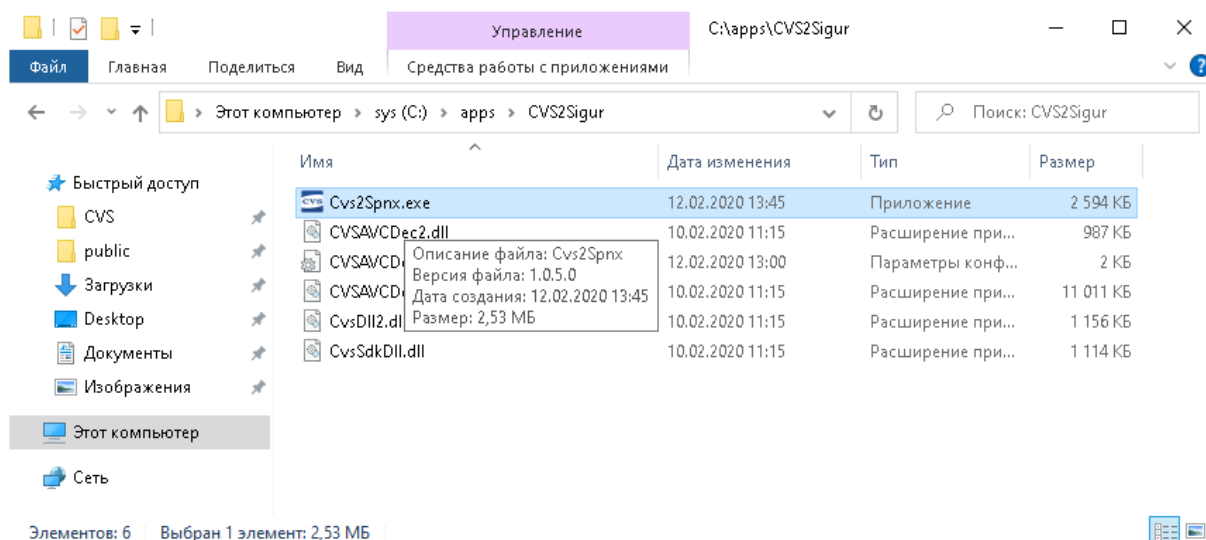 Управление
C:\apps\CVS2Sigur
Файл Главная Поделиться Вид Средства работы с приложениями
Этот компьютер > sys (C:) > apps > CVS2Sigur
Поиск: CVS2Sigur
Имя Дата изменения Тип Размер
Быстрый доступ
CVS
public
Загрузки
Desktop
Документы
Изображения
Этот компьютер
Сеть
CVS Cvs2Spnx.exe 12.02.2020 13:45 Приложение 2 594 КБ
CVSAVCDec2.dll 10.02.2020 11:15 Расширение при... 987 КБ
CVSAVCD 12.02.2020 13:00 Параметры конф... 2 КБ
CVSAVCD 10.02.2020 11:15 Расширение при... 11 011 КБ
CvsDll2.dl 10.02.2020 11:15 Расширение при... 1 156 КБ
CvsSdkDll.dll 10.02.2020 11:15 Расширение при... 1 114 КБ
Описание файла: Cvs2Spnx
Версия файла: 1.0.5.0
Дата создания: 12.02.2020 13:45
Размер: 2,53 МБ
Элементов: 6 Выбран 1 элемент: 2,53 МБ